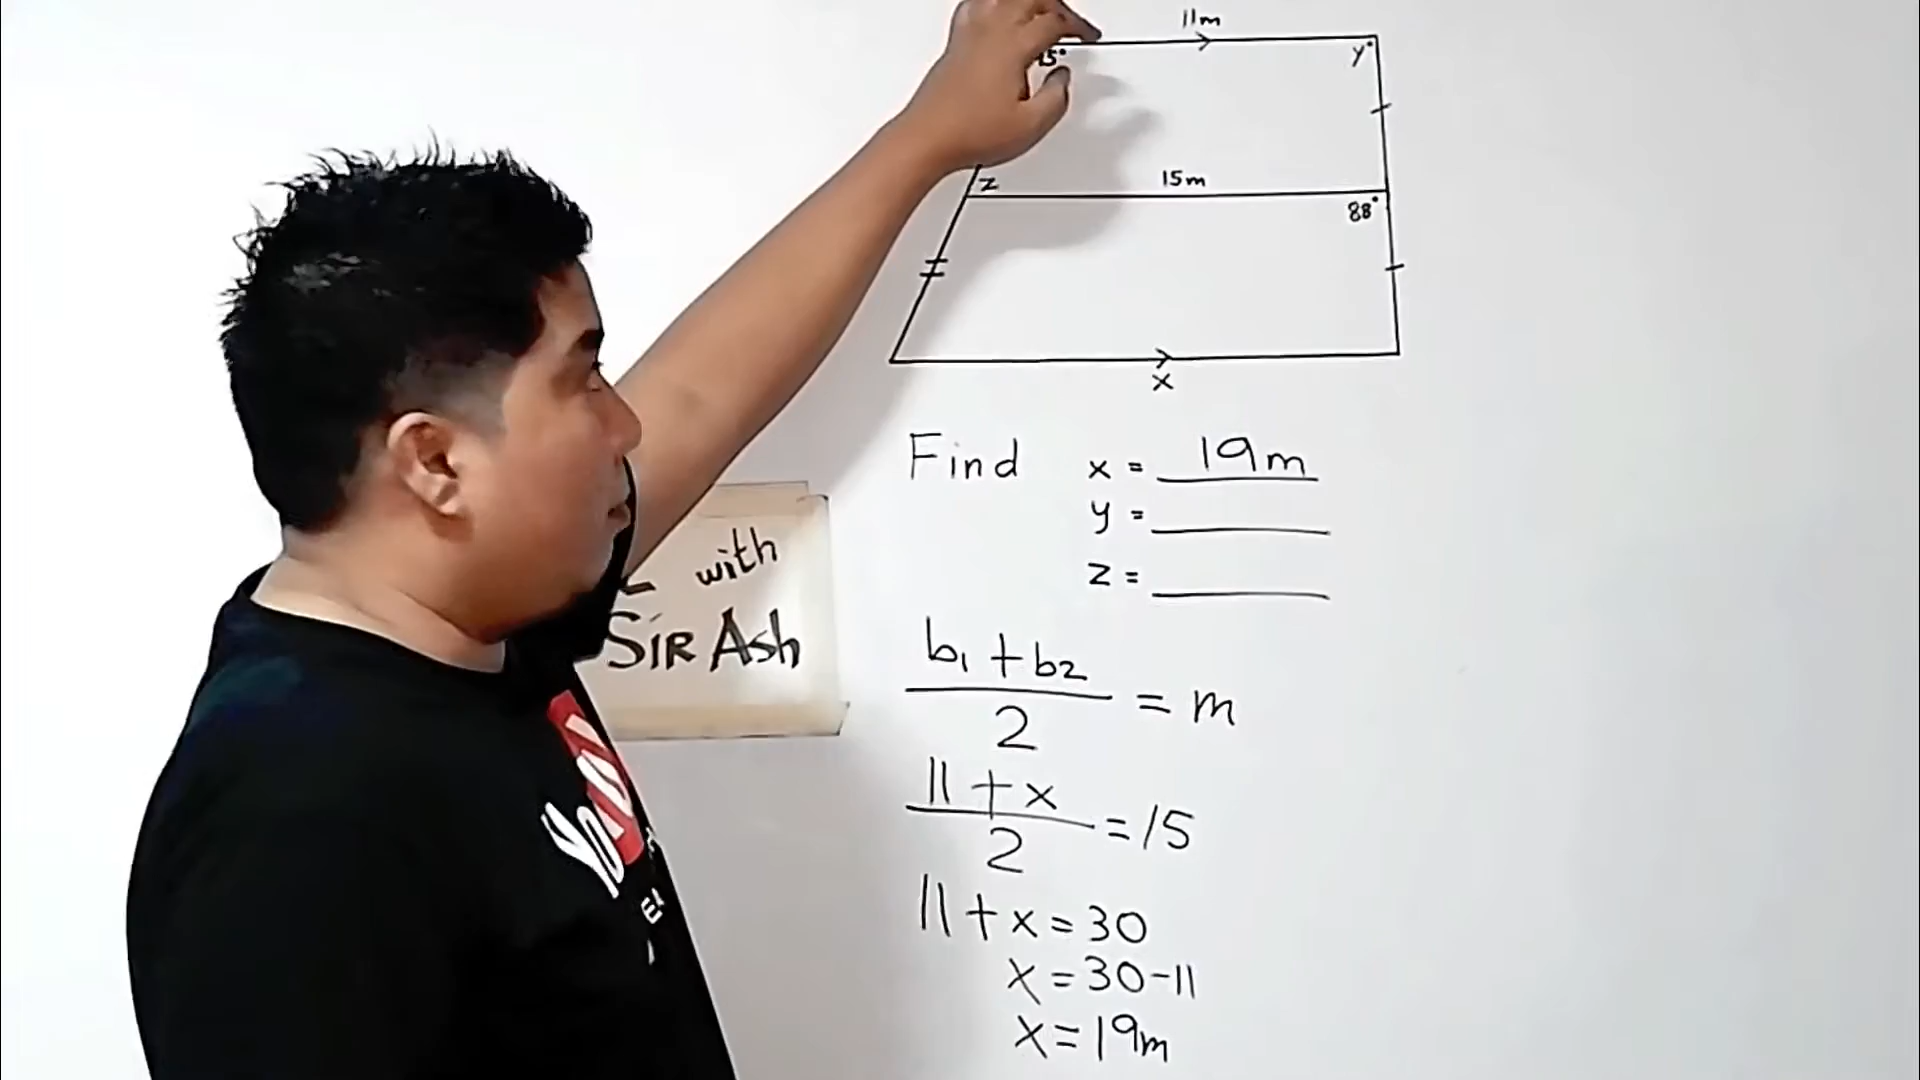 11m
y°
z
15m
88°
x
Find x = 19m
y =
z =
with
SIR Ash
b₁ + b₂
2
= m
11 + x
2
= 15
11 + x = 30
x = 30 - 11
x = 19m